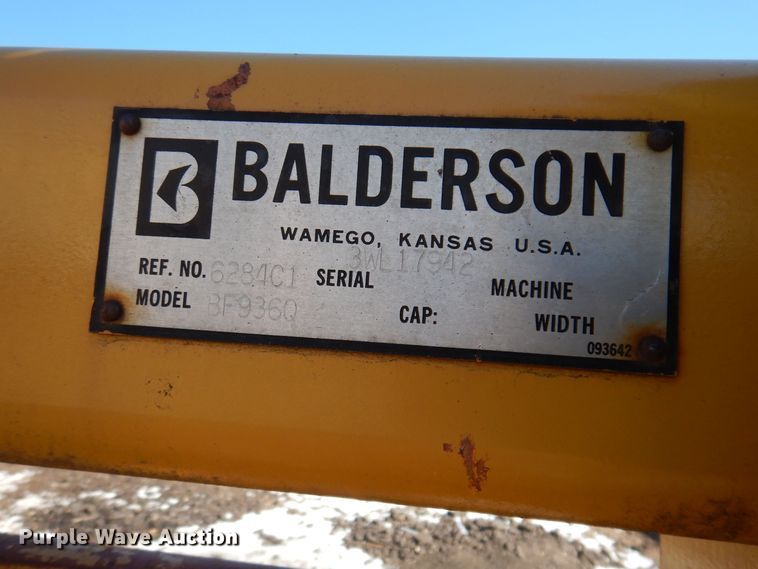 B BALDERSON
WAMEGO, KANSAS U.S.A.
3WL17942
REF. NO. 6284C1 SERIAL MACHINE
MODEL BF936Q CAP: WIDTH
093642
Purple Wave Auction